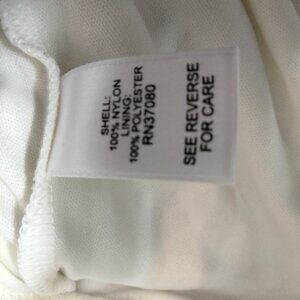 SHELL:
100% NYLON
LINING:
100% POLYESTER
RN37080
SEE REVERSE
FOR CARE